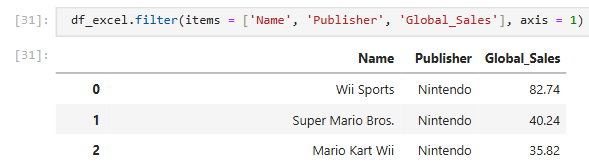 [31]: df_excel.filter(items = ['Name', 'Publisher', 'Global_Sales'], axis = 1)
[31]:
Name Publisher Global_Sales
0 Wii Sports Nintendo 82.74
1 Super Mario Bros. Nintendo 40.24
2 Mario Kart Wii Nintendo 35.82